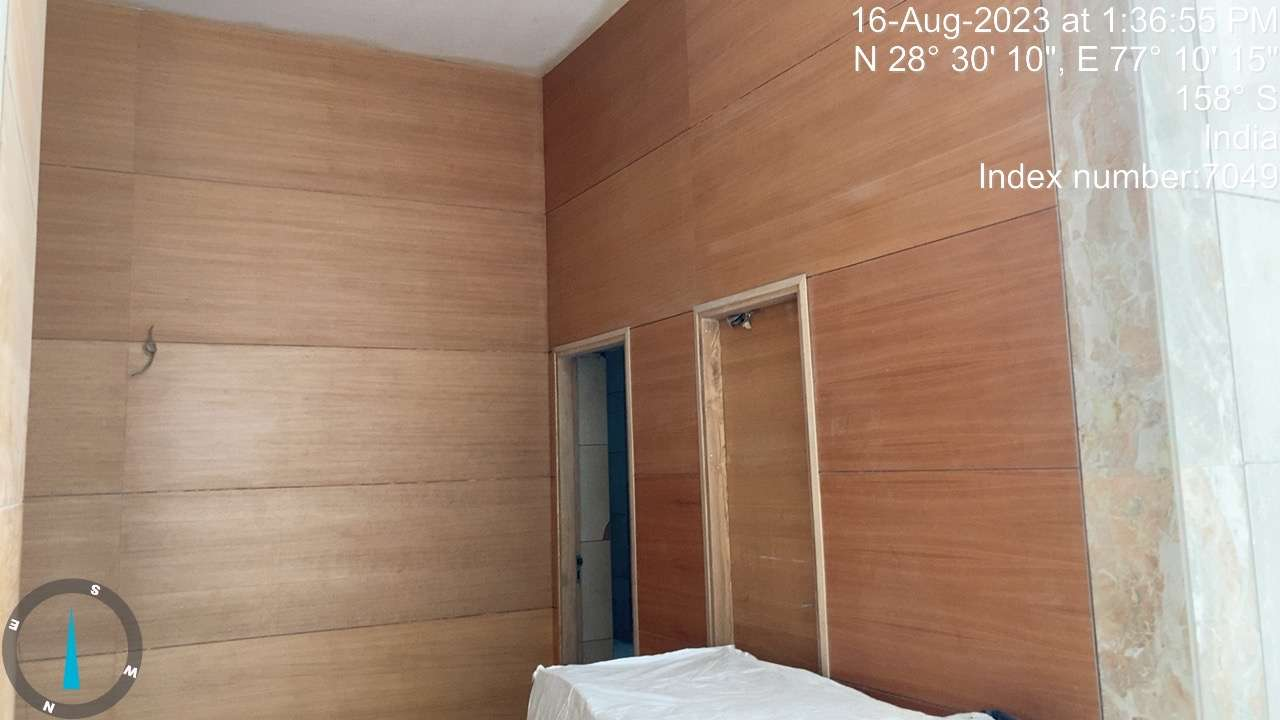 16-Aug-2023 at 1:36:55 PM
N 28° 30' 10", E 77° 10' 15"
158° S
India
Index number:7049
S
E
W
N